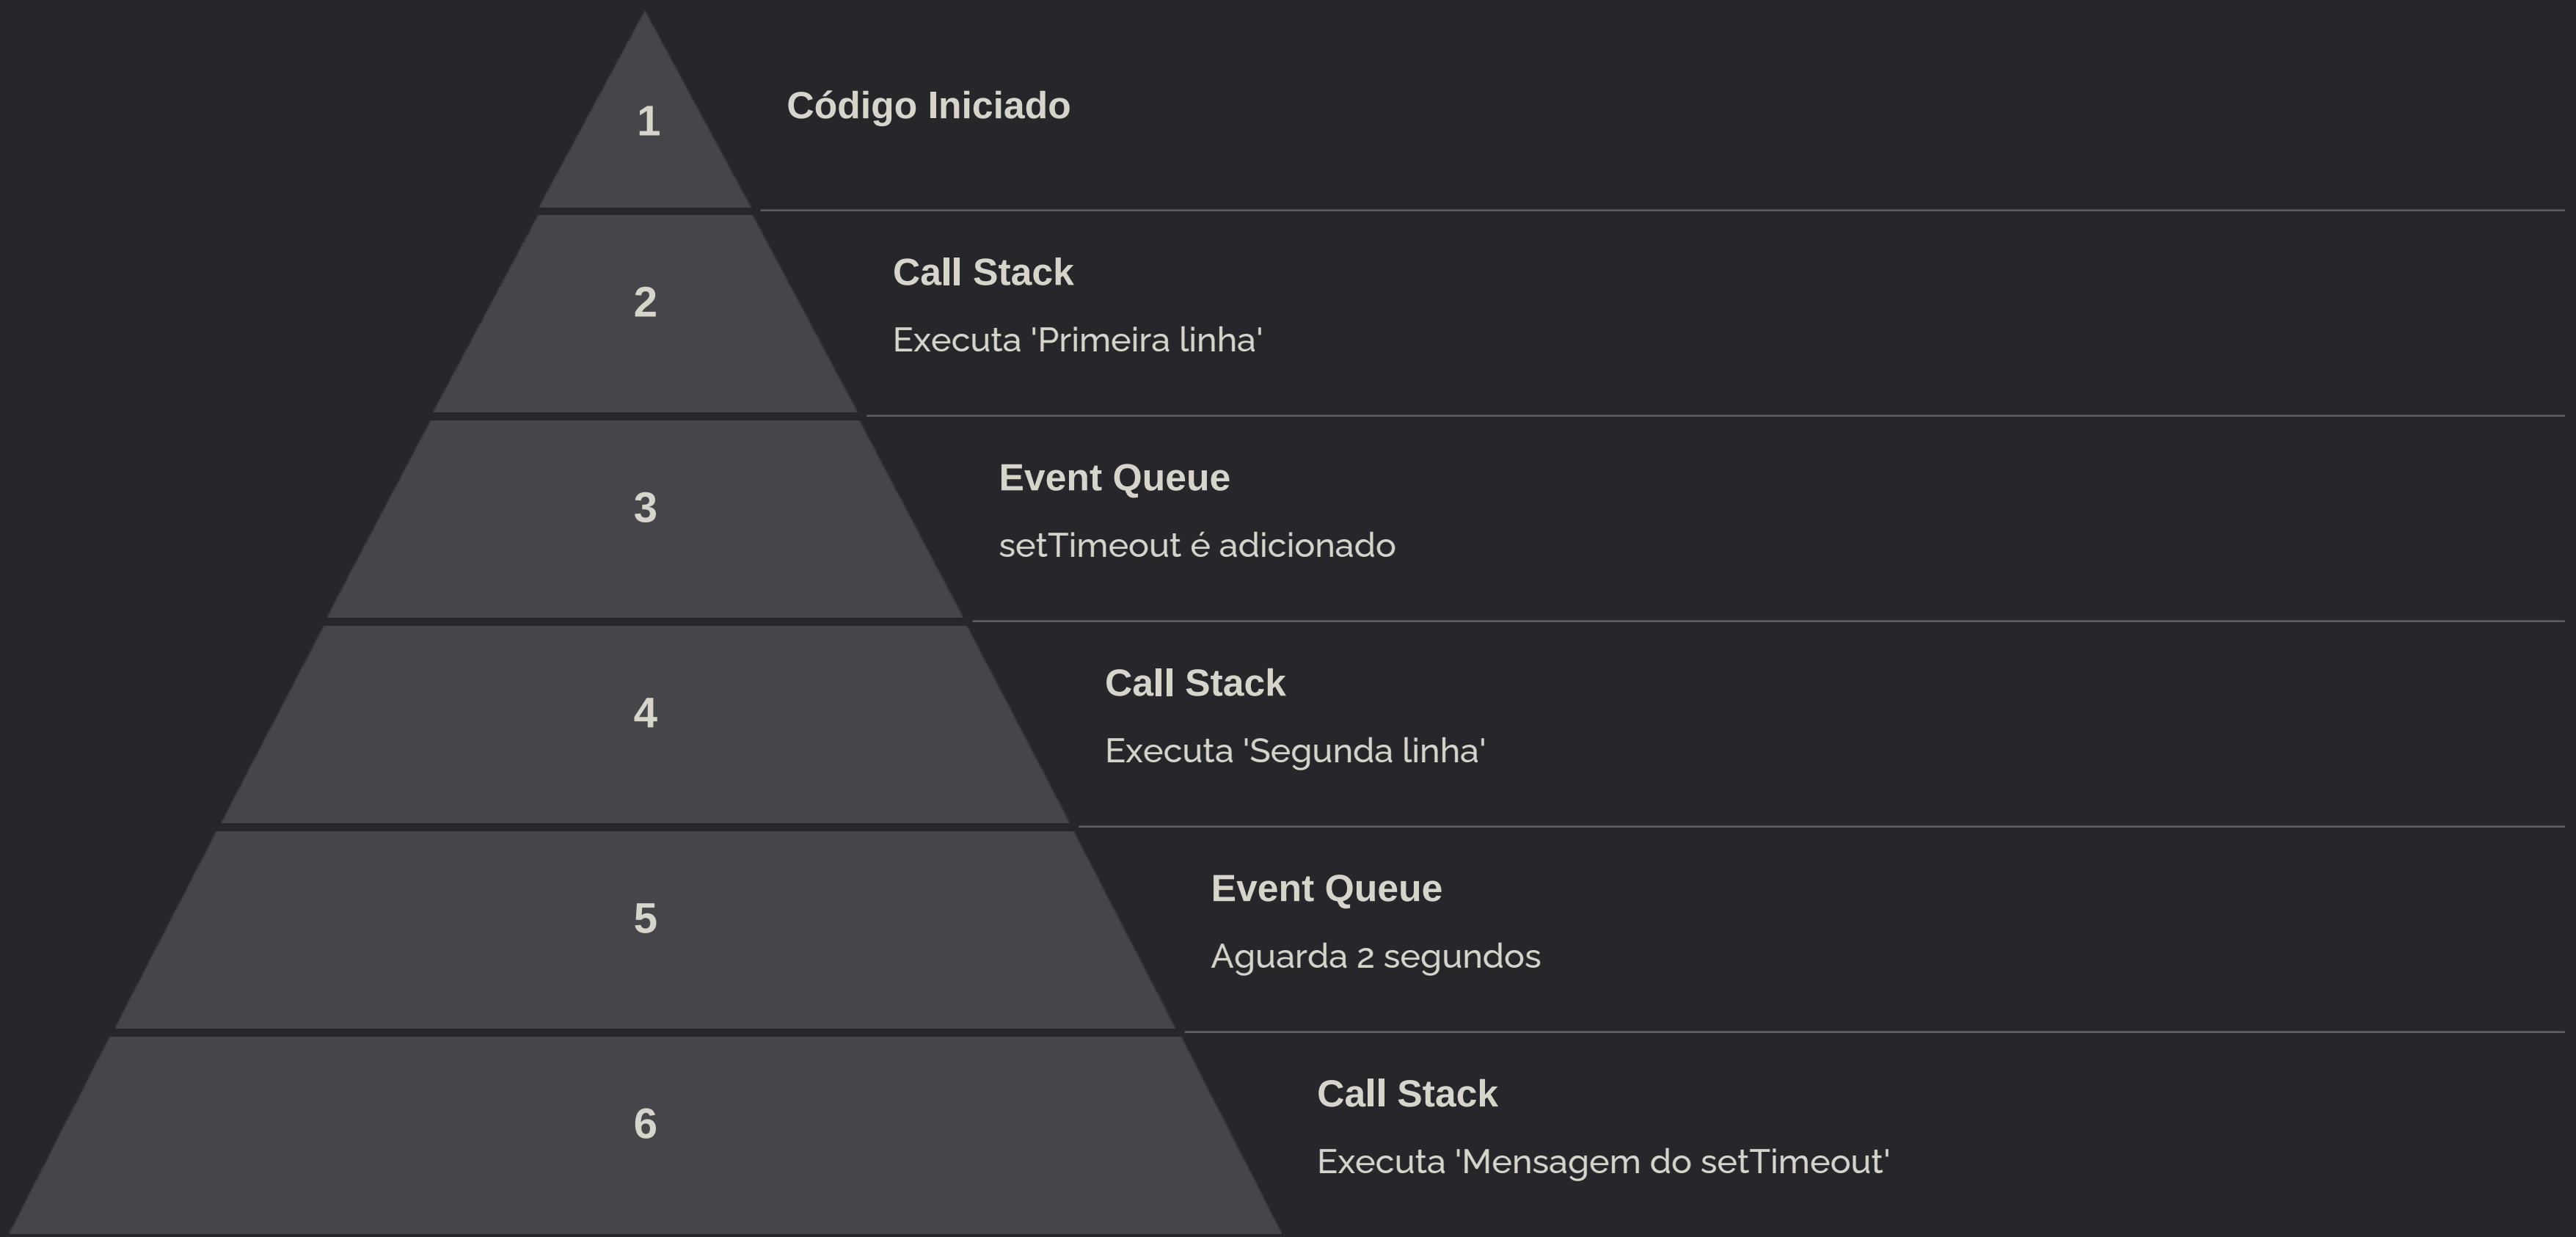 1
Código Iniciado
2
Call Stack
Executa 'Primeira linha'
3
Event Queue
setTimeout é adicionado
4
Call Stack
Executa 'Segunda linha'
5
Event Queue
Aguarda 2 segundos
6
Call Stack
Executa 'Mensagem do setTimeout'